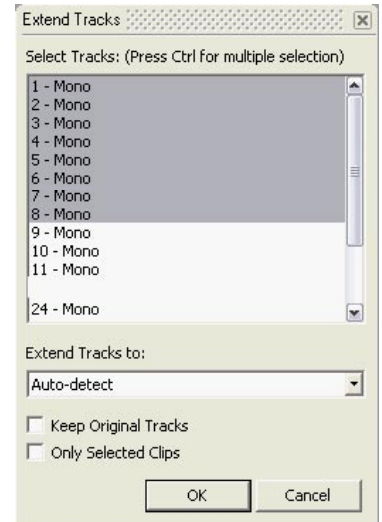 Extend Tracks
Select Tracks: (Press Ctrl for multiple selection)
1 - Mono
2 - Mono
3 - Mono
4 - Mono
5 - Mono
6 - Mono
7 - Mono
8 - Mono
9 - Mono
10 - Mono
11 - Mono
24 - Mono
Extend Tracks to:
Auto-detect
Keep Original Tracks
Only Selected Clips
OK Cancel